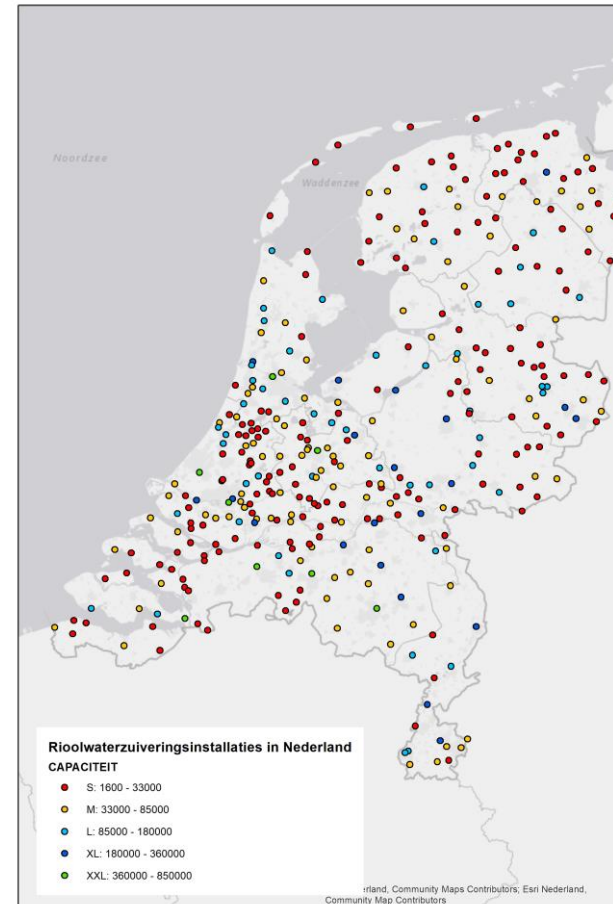 Noordzee
Waddenzee
Rioolwaterzuiveringsinstallaties in Nederland
CAPACITEIT
S: 1600 - 33000
M: 33000 - 85000
L: 85000 - 180000
XL: 180000 - 360000
XXL: 360000 - 850000
erland, Community Maps Contributors; Esri Nederland,
Community Map Contributors